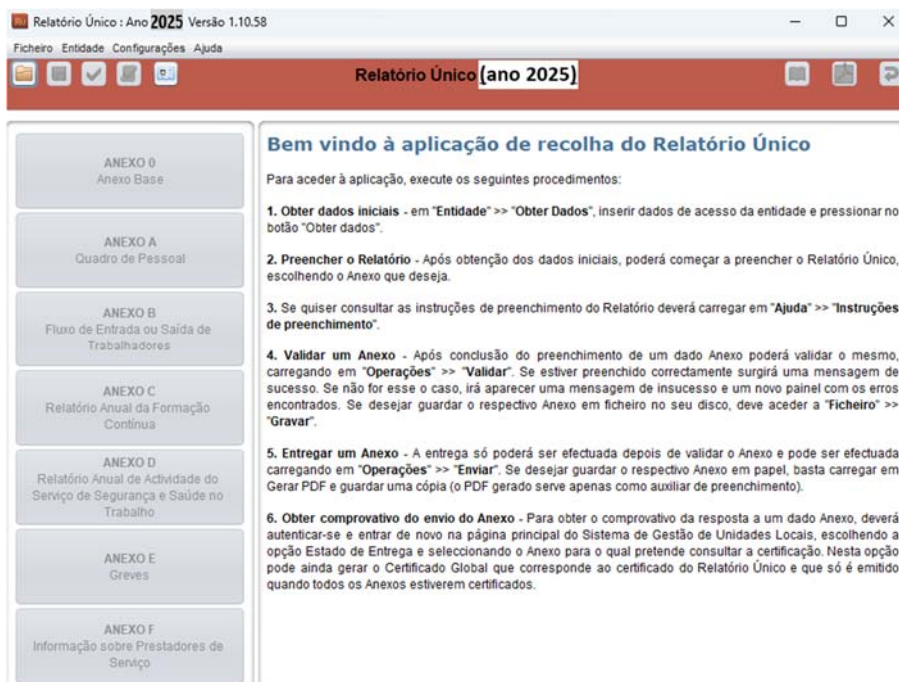 Relatório Único : Ano 2025 Versão 1.10.58
Ficheiro Entidade Configurações Ajuda
Relatório Único (ano 2025)
ANEXO 0
Anexo Base
ANEXO A
Quadro de Pessoal
ANEXO B
Fluxo de Entrada ou Saída de
Trabalhadores
ANEXO C
Relatório Anual da Formação
Contínua
ANEXO D
Relatório Anual de Actividade do
Serviço de Segurança e Saúde no
Trabalho
ANEXO E
Greves
ANEXO F
Informação sobre Prestadores de
Serviço
Bem vindo à aplicação de recolha do Relatório Único
Para aceder à aplicação, execute os seguintes procedimentos:
1. Obter dados iniciais - em "Entidade" >> "Obter Dados", inserir dados de acesso da entidade e pressionar no
botão "Obter dados".
2. Preencher o Relatório - Após obtenção dos dados iniciais, poderá começar a preencher o Relatório Único,
escolhendo o Anexo que deseja.
3. Se quiser consultar as instruções de preenchimento do Relatório deverá carregar em "Ajuda" >> "Instruções
de preenchimento".
4. Validar um Anexo - Após conclusão do preenchimento de um dado Anexo poderá validar o mesmo,
carregando em "Operações" >> "Validar". Se estiver preenchido correctamente surgirá uma mensagem de
sucesso. Se não for esse o caso, irá aparecer uma mensagem de insucesso e um novo painel com os erros
encontrados. Se desejar guardar o respectivo Anexo em ficheiro no seu disco, deve aceder a "Ficheiro" >>
"Gravar".
5. Entregar um Anexo - A entrega só poderá ser efectuada depois de validar o Anexo e pode ser efectuada
carregando em "Operações" >> "Enviar". Se desejar guardar o respectivo Anexo em papel, basta carregar em
Gerar PDF e guardar uma cópia (o PDF gerado serve apenas como auxiliar de preenchimento).
6. Obter comprovativo do envio do Anexo - Para obter o comprovativo da resposta a um dado Anexo, deverá
autenticar-se e entrar de novo na página principal do Sistema de Gestão de Unidades Locais, escolhendo a
opção Estado de Entrega e seleccionando o Anexo para o qual pretende consultar a certificação. Nesta opção
pode ainda gerar o Certificado Global que corresponde ao certificado do Relatório Único e que só é emitido
quando todos os Anexos estiverem certificados.